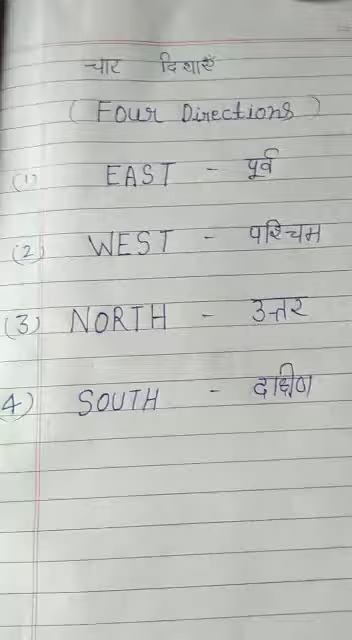 चार दिशाएँ
(Four Directions)
(1) EAST - पूर्व
(2) WEST - पश्चिम
(3) NORTH - उत्तर
4) SOUTH - दक्षिण